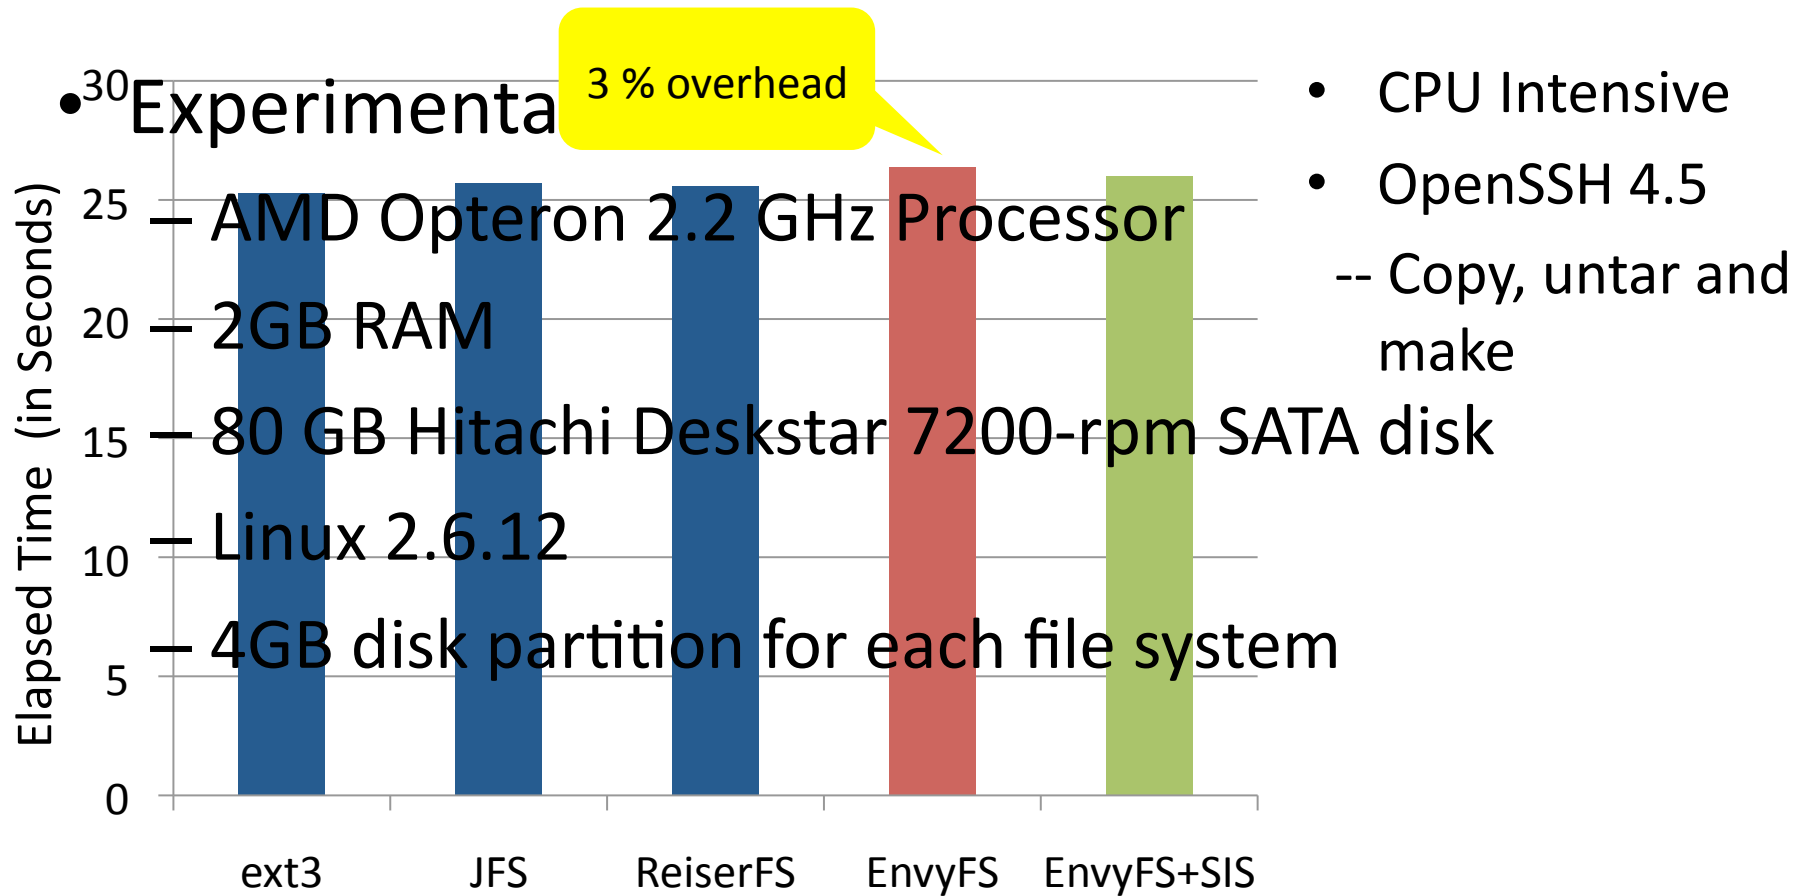 3 % overhead
• Experimenta
– AMD Opteron 2.2 GHz Processor
– 2GB RAM
– 80 GB Hitachi Deskstar 7200-rpm SATA disk
– Linux 2.6.12
– 4GB disk partition for each file system
Elapsed Time (in Seconds)
30
25
20
15
10
5
0
ext3
JFS
ReiserFS
EnvyFS
EnvyFS+SIS
• CPU Intensive
• OpenSSH 4.5
-- Copy, untar and
make